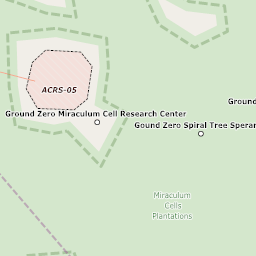 ACRS-05
Ground
Ground Zero Miraculum Cell Research Center
Gound Zero Spiral Tree Speran
Miraculum
Cells
Plantations